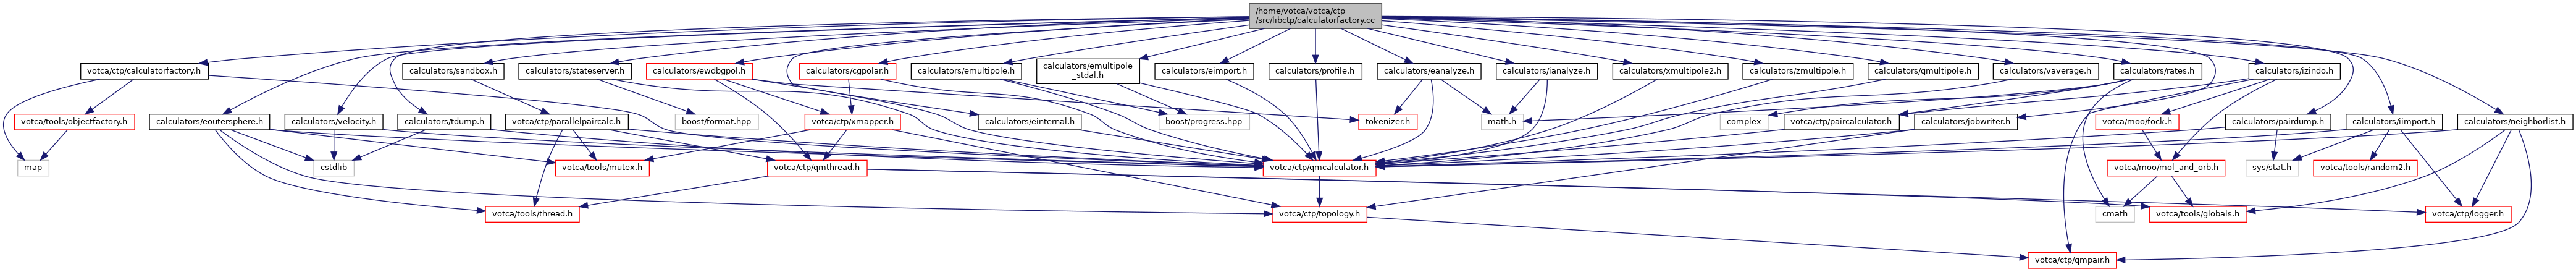 /home/votca/votca/ctp
/src/libctp/calculatorfactory.cc
votca/ctp/calculatorfactory.h
calculators/sandbox.h
calculators/stateserver.h
calculators/ewdbgpol.h
calculators/cgpolar.h
calculators/emultipole.h
calculators/emultipole
_stdal.h
calculators/eimport.h
calculators/profile.h
calculators/eanalyze.h
calculators/ianalyze.h
calculators/xmultipole2.h
calculators/zmultipole.h
calculators/qmultipole.h
calculators/vaverage.h
calculators/rates.h
calculators/izindo.h
votca/tools/objectfactory.h
calculators/eoutersphere.h
calculators/velocity.h
calculators/tdump.h
votca/ctp/parallelpaircalc.h
boost/format.hpp
votca/ctp/xmapper.h
calculators/einternal.h
boost/progress.hpp
tokenizer.h
math.h
complex
votca/ctp/paircalculator.h
calculators/jobwriter.h
votca/moo/fock.h
calculators/pairdump.h
calculators/iimport.h
calculators/neighborlist.h
map
cstdlib
votca/tools/mutex.h
votca/ctp/qmthread.h
votca/ctp/qmcalculator.h
votca/moo/mol_and_orb.h
sys/stat.h
votca/tools/random2.h
votca/tools/thread.h
votca/ctp/topology.h
cmath
votca/tools/globals.h
votca/ctp/logger.h
votca/ctp/qmpair.h